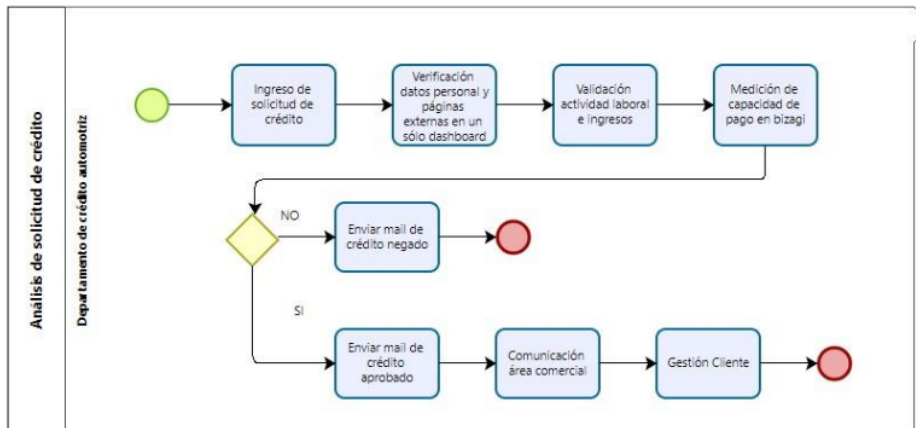 Análisis de solicitud de crédito
Departamento de crédito automotriz
Ingreso de
solicitud de
crédito
Verificación
datos personal y
páginas
externas en un
sólo dashboard
Validación
actividad laboral
e ingresos
Medición de
capacidad de
pago en bizagi
NO
Enviar mail de
crédito negado
SI
Enviar mail de
crédito
aprobado
Comunicación
área comercial
Gestión Cliente